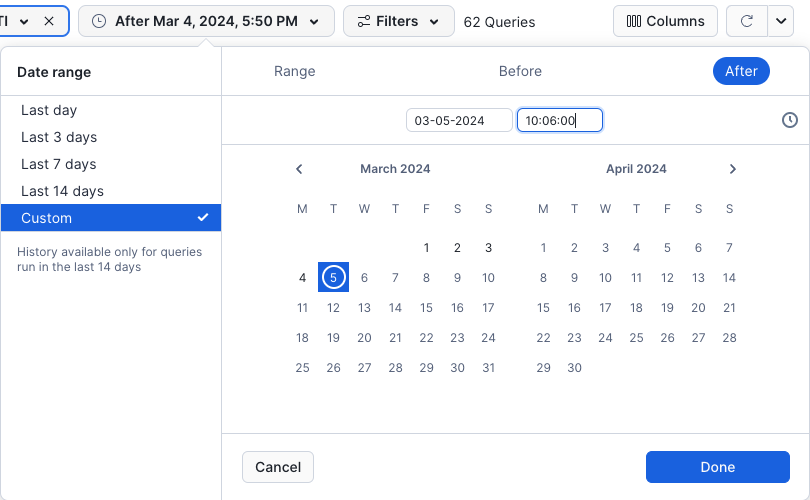 TI
After Mar 4, 2024, 5:50 PM
Filters
62 Queries
Columns
Date range
Last day
Last 3 days
Last 7 days
Last 14 days
Custom
History available only for queries
run in the last 14 days
Range Before After
03-05-2024 10:06:00
March 2024 April 2024
M T W T F S S M T W T F S S
1 2 3 1 2 3 4 5 6 7
4 5 6 7 8 9 10 8 9 10 11 12 13 14
11 12 13 14 15 16 17 15 16 17 18 19 20 21
18 19 20 21 22 23 24 22 23 24 25 26 27 28
25 26 27 28 29 30 31 29 30
Cancel Done